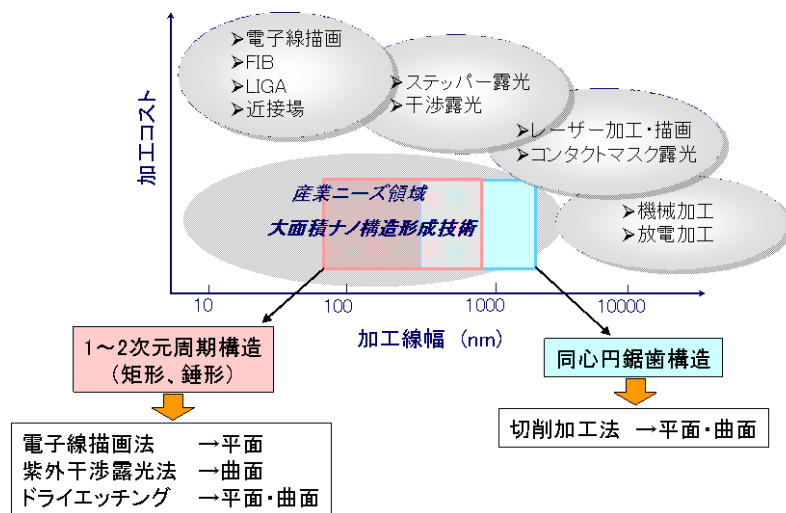 加工コスト
➢電子線描画
➢FIB
➢LIGA
➢近接場
➢ステッパー露光
➢干渉露光
➢レーザー加工・描画
➢コンタクトマスク露光
➢機械加工
➢放電加工
産業ニーズ領域
大面積ナノ構造形成技術
10
100
1000
10000
加工線幅 (nm)
1～2次元周期構造
(矩形、錘形)
同心円鋸歯構造
電子線描画法 →平面
紫外干渉露光法 →曲面
ドライエッチング →平面・曲面
切削加工法 →平面・曲面